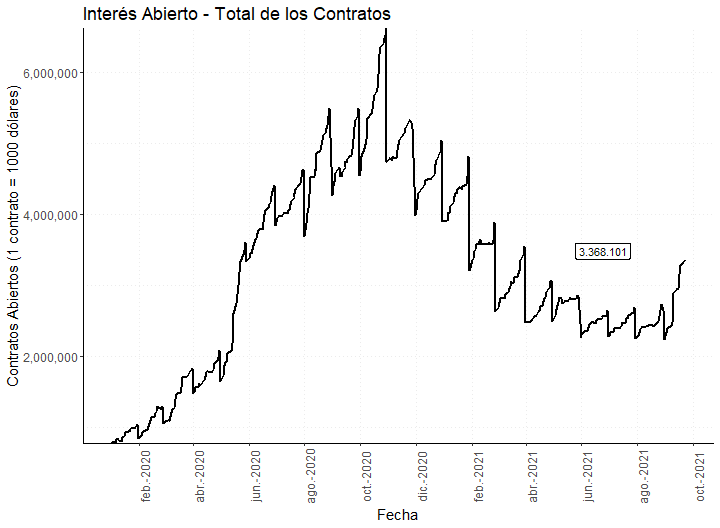 Interés Abierto - Total de los Contratos
Contratos Abiertos (1 contrato = 1000 dólares)
6,000,000
4,000,000
2,000,000
3.368.101
feb.-2020
abr.-2020
jun.-2020
ago.-2020
oct.-2020
dic.-2020
feb.-2021
abr.-2021
jun.-2021
ago.-2021
oct.-2021
Fecha